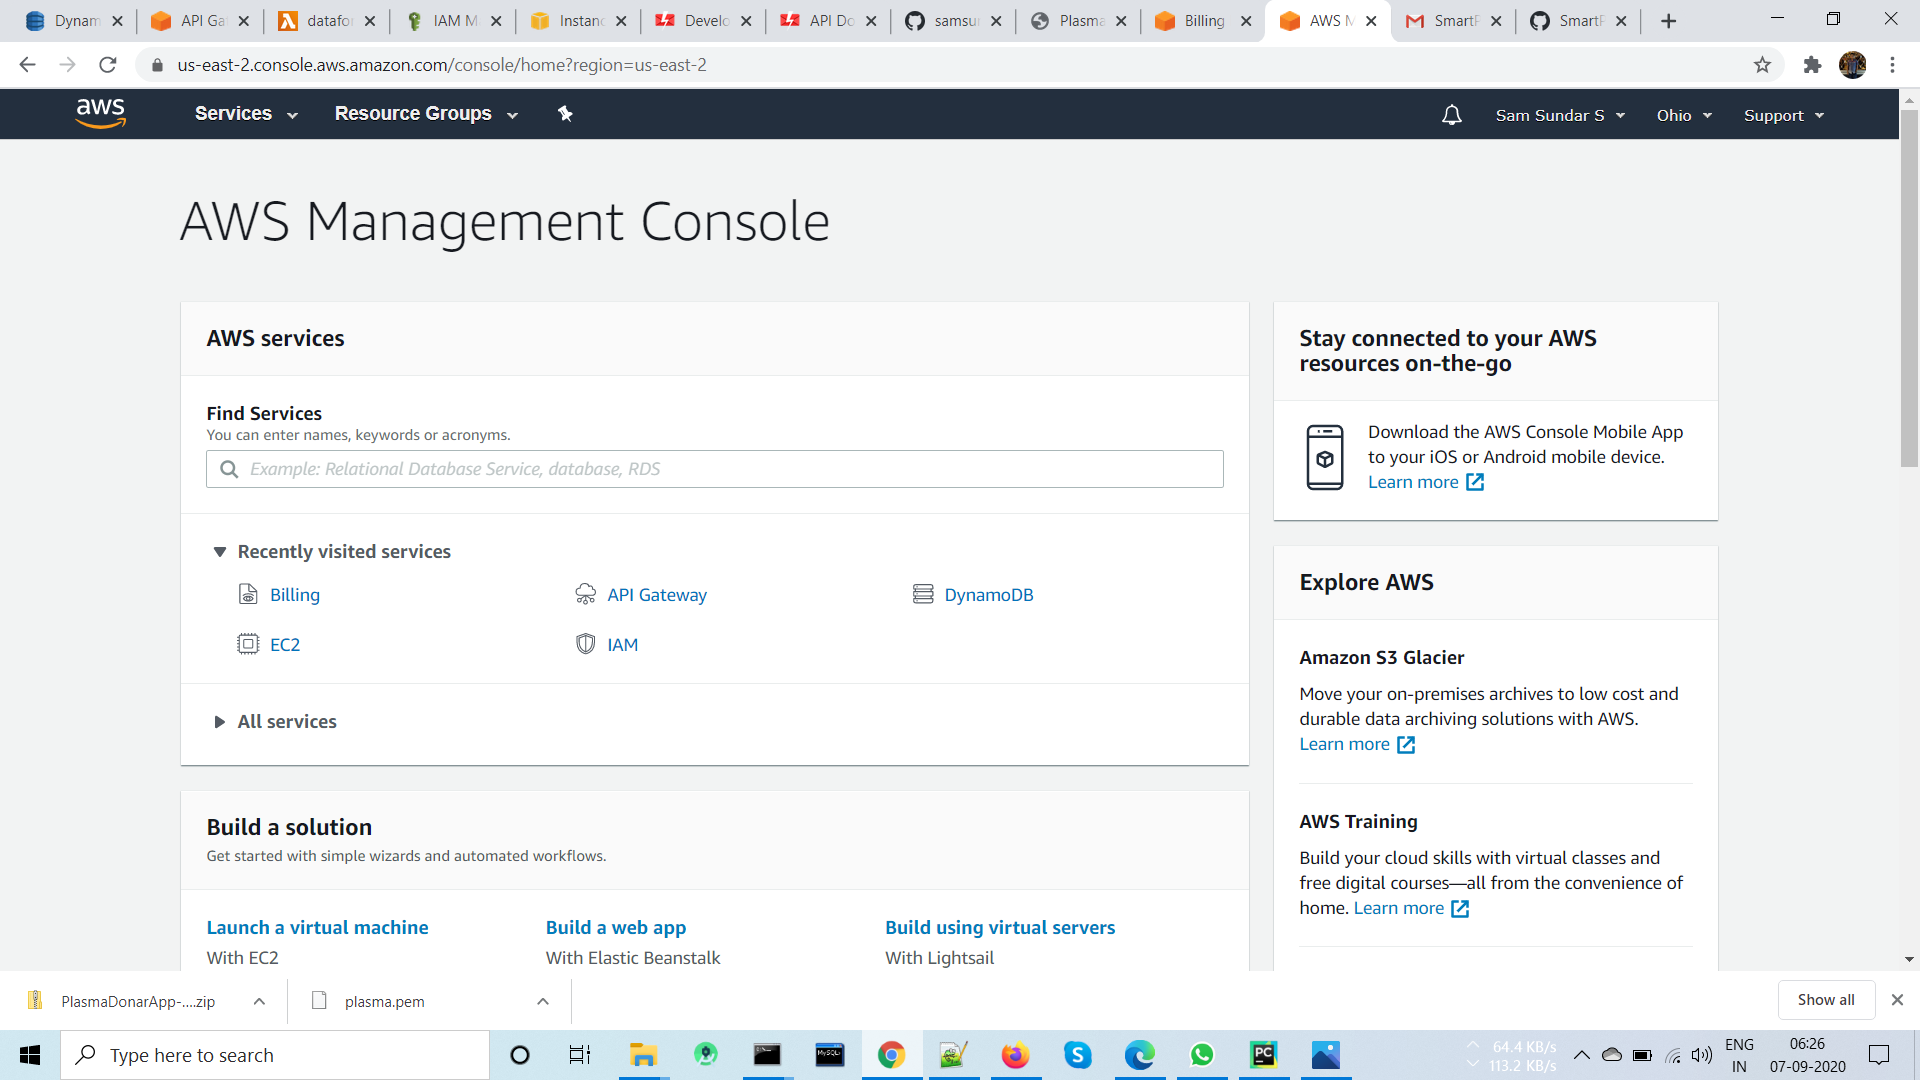 Dynam
API Ga
datafor
IAM M
Instanc
Develo
API Do
samsu
Plasma
Billing
AWS M
SmartP
SmartP
us-east-2.console.aws.amazon.com/console/home?region=us-east-2
aws
Services
Resource Groups
Sam Sundar S
Ohio
Support
AWS Management Console
AWS services
Find Services
You can enter names, keywords or acronyms.
Example: Relational Database Service, database, RDS
Recently visited services
Billing
API Gateway
DynamoDB
EC2
IAM
All services
Build a solution
Get started with simple wizards and automated workflows.
Launch a virtual machine
With EC2
Build a web app
With Elastic Beanstalk
Build using virtual servers
With Lightsail
Stay connected to your AWS
resources on-the-go
Download the AWS Console Mobile App
to your iOS or Android mobile device.
Learn more
Explore AWS
Amazon S3 Glacier
Move your on-premises archives to low cost and
durable data archiving solutions with AWS.
Learn more
AWS Training
Build your cloud skills with virtual classes and
free digital courses—all from the convenience of
home. Learn more
PlasmaDonarApp-....zip
plasma.pem
Show all
Type here to search
MySQL
PC
64.4 KB/s
113.2 KB/s
ENG
IN
06:26
07-09-2020